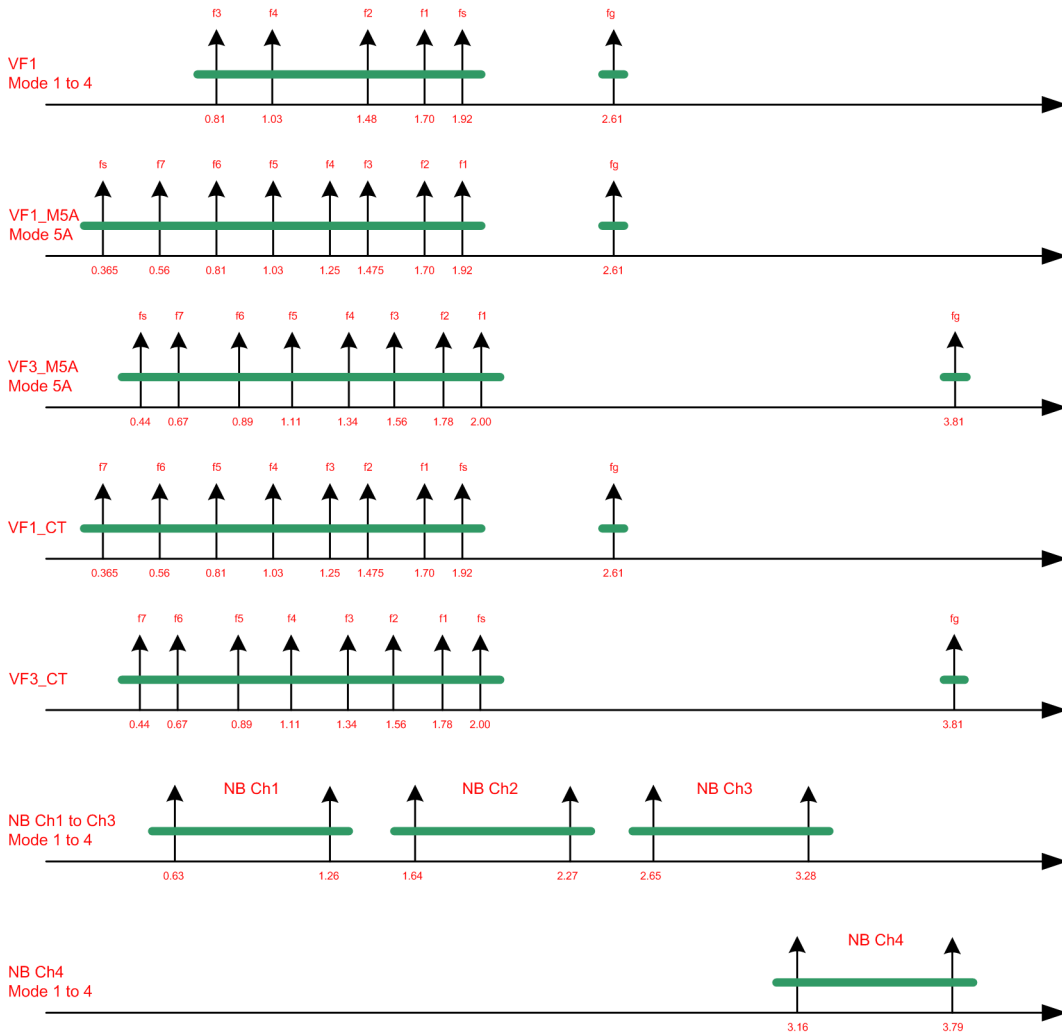 f3 f4 f2 f1 fs fg
VF1
Mode 1 to 4
0.81 1.03 1.48 1.70 1.92 2.61
fs f7 f6 f5 f4 f3 f2 f1 fg
VF1_M5A
Mode 5A
0.365 0.56 0.81 1.03 1.25 1.475 1.70 1.92 2.61
fs f7 f6 f5 f4 f3 f2 f1 fg
VF3_M5A
Mode 5A
0.44 0.67 0.89 1.11 1.34 1.56 1.78 2.00 3.81
f7 f6 f5 f4 f3 f2 f1 fs fg
VF1_CT
0.365 0.56 0.81 1.03 1.25 1.475 1.70 1.92 2.61
f7 f6 f5 f4 f3 f2 f1 fs fg
VF3_CT
0.44 0.67 0.89 1.11 1.34 1.56 1.78 2.00 3.81
NB Ch1 NB Ch2 NB Ch3
NB Ch1 to Ch3
Mode 1 to 4
0.63 1.26 1.64 2.27 2.65 3.28
NB Ch4
NB Ch4
Mode 1 to 4
3.16 3.79